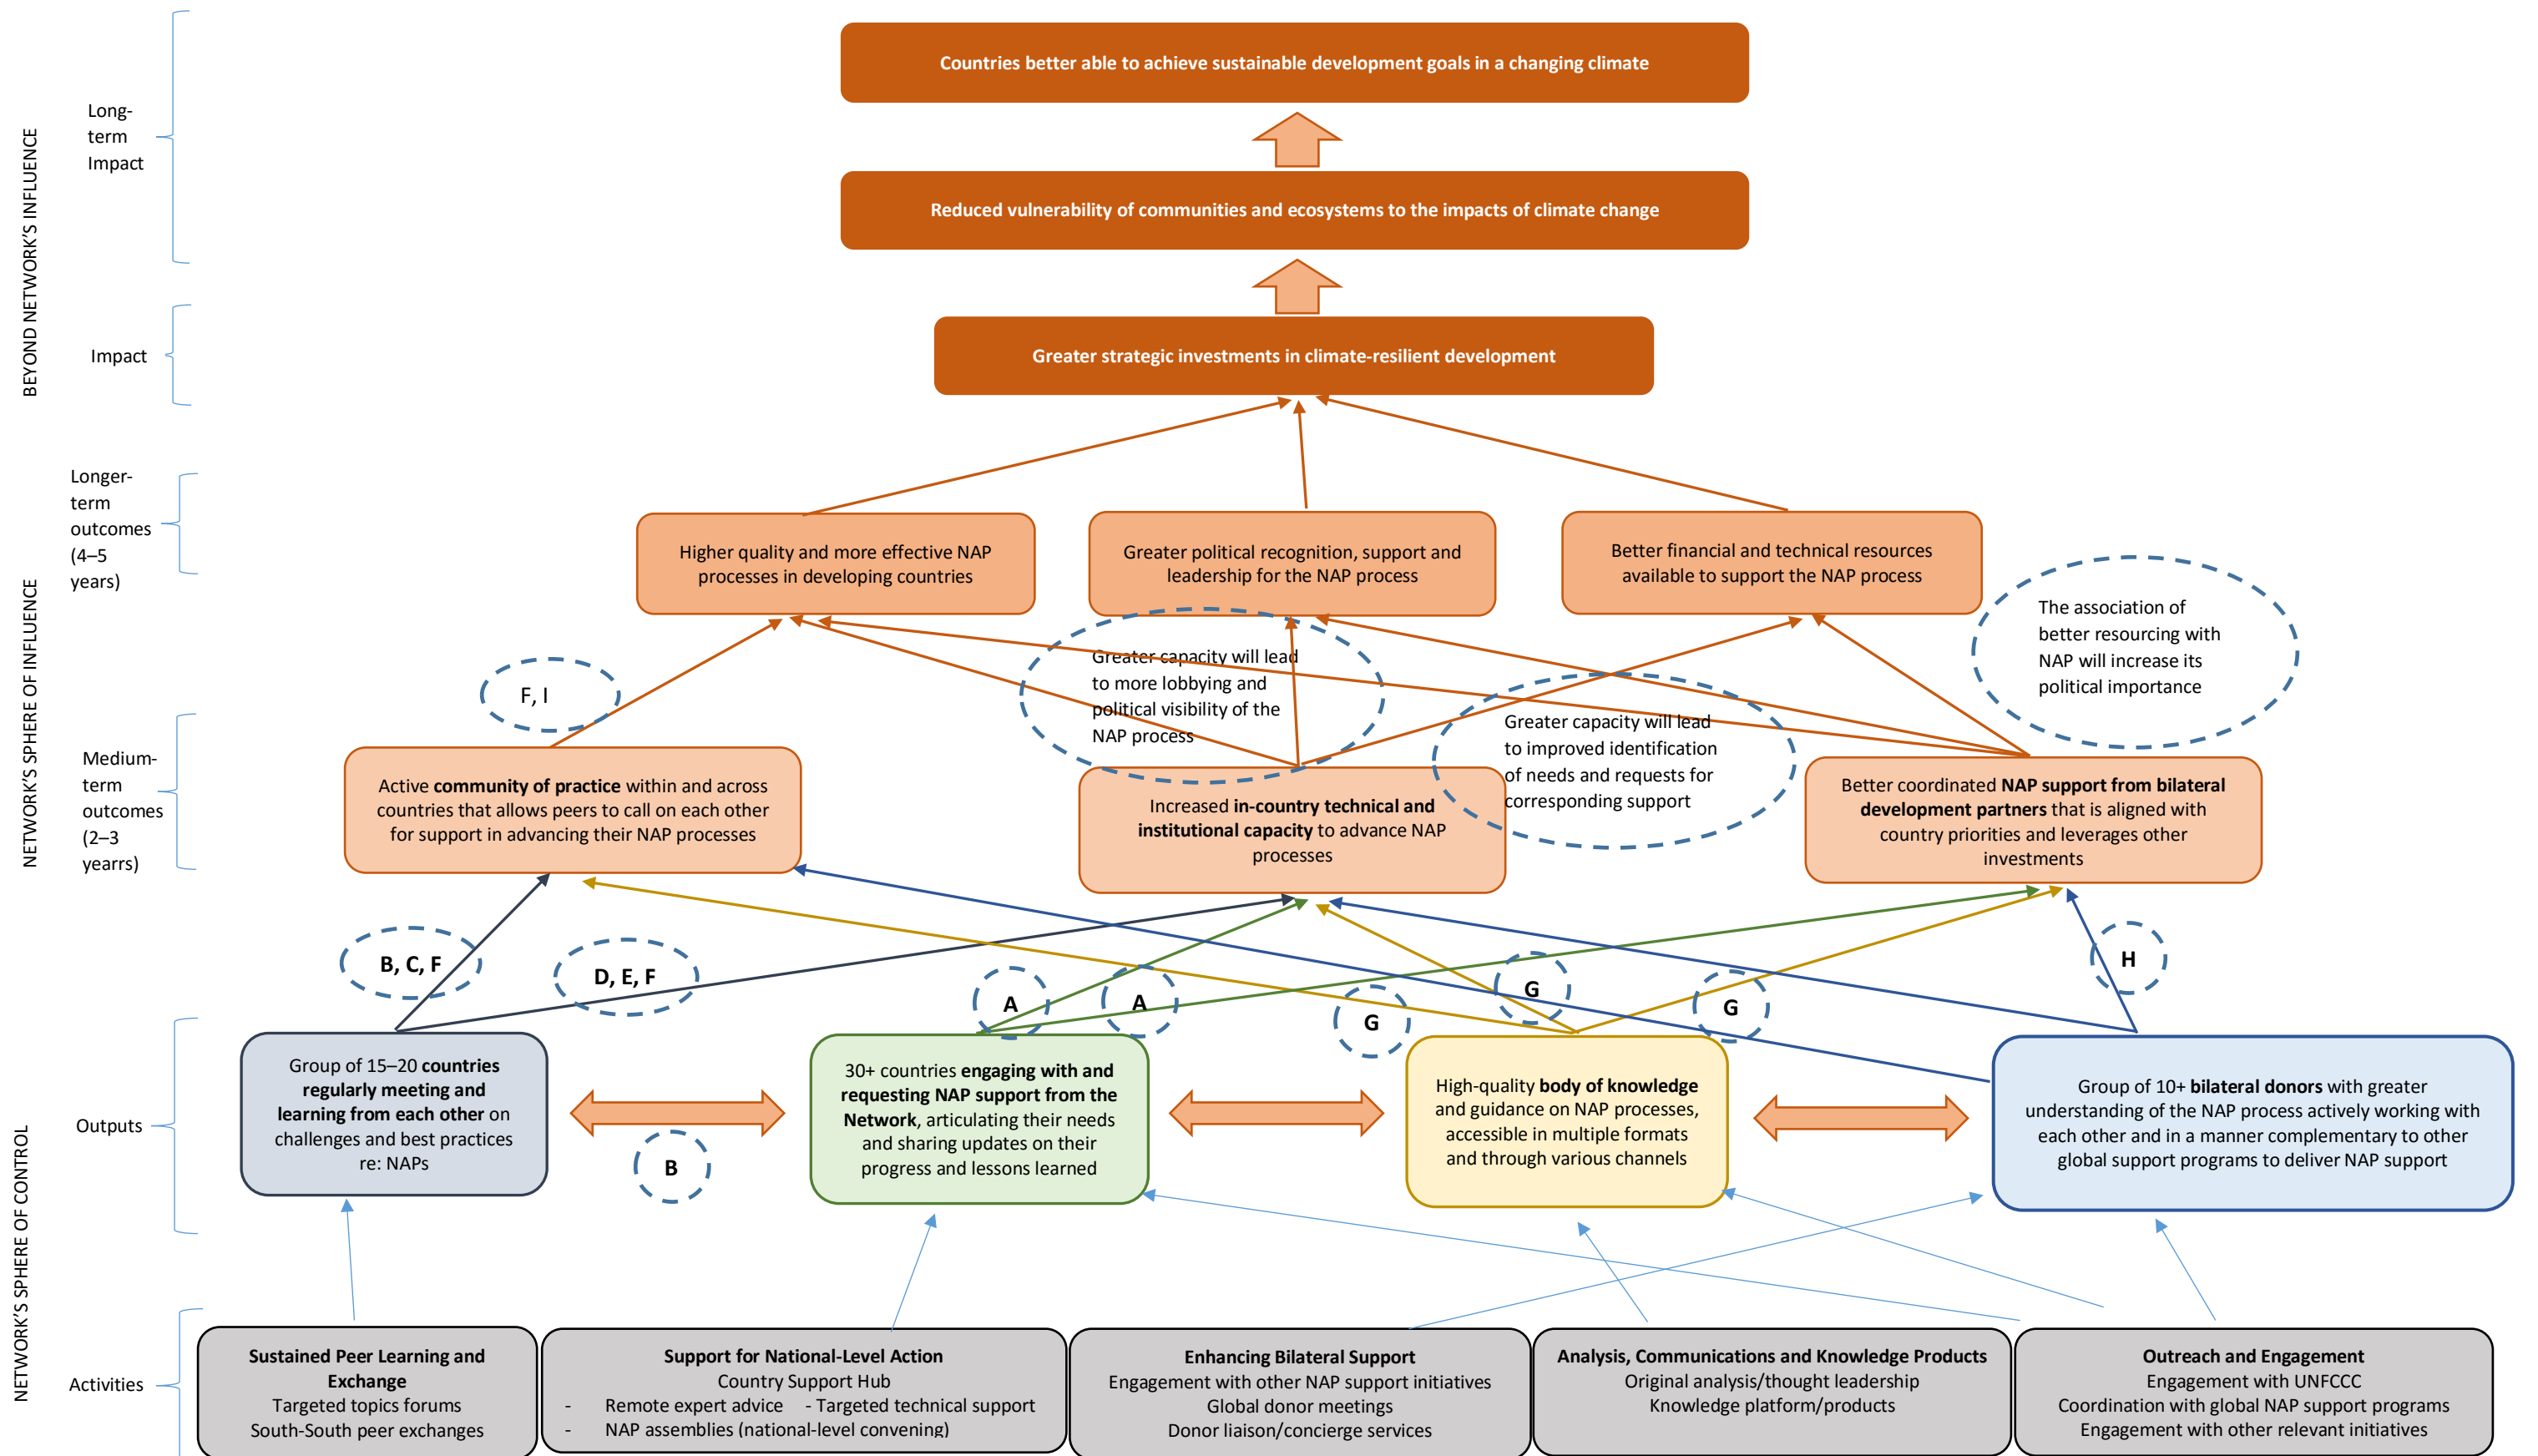 Countries better able to achieve sustainable development goals in a changing climate
BEYOND NETWORK'S INFLUENCE
Long-
term
Impact
Reduced vulnerability of communities and ecosystems to the impacts of climate change
Impact
Greater strategic investments in climate-resilient development
NETWORK'S SPHERE OF INFLUENCE
Longer-
term
outcomes
(4–5
years)
Higher quality and more effective NAP
processes in developing countries
Greater political recognition, support and
leadership for the NAP process
Better financial and technical resources
available to support the NAP process
The association of
better resourcing with
NAP will increase its
political importance
F, I
Greater capacity will lead
to more lobbying and
political visibility of the
NAP process
Greater capacity will lead
to improved identification
of needs and requests for
corresponding support
Medium-
term
outcomes
(2–3
yearrs)
Active community of practice within and across
countries that allows peers to call on each other
for support in advancing their NAP processes
Increased in-country technical and
institutional capacity to advance NAP
processes
Better coordinated NAP support from bilateral
development partners that is aligned with
country priorities and leverages other
investments
B, C, F
D, E, F
A
A
G
G
G
H
NETWORK'S SPHERE OF CONTROL
Outputs
Group of 15–20 countries
regularly meeting and
learning from each other on
challenges and best practices
re: NAPs
B
30+ countries engaging with and
requesting NAP support from the
Network, articulating their needs
and sharing updates on their
progress and lessons learned
High-quality body of knowledge
and guidance on NAP processes,
accessible in multiple formats
and through various channels
Group of 10+ bilateral donors with greater
understanding of the NAP process actively working with
each other and in a manner complementary to other
global support programs to deliver NAP support
Activities
Sustained Peer Learning and
Exchange
Targeted topics forums
South-South peer exchanges
Support for National-Level Action
Country Support Hub
- Remote expert advice - Targeted technical support
- NAP assemblies (national-level convening)
Enhancing Bilateral Support
Engagement with other NAP support initiatives
Global donor meetings
Donor liaison/concierge services
Analysis, Communications and Knowledge Products
Original analysis/thought leadership
Knowledge platform/products
Outreach and Engagement
Engagement with UNFCCC
Coordination with global NAP support programs
Engagement with other relevant initiatives